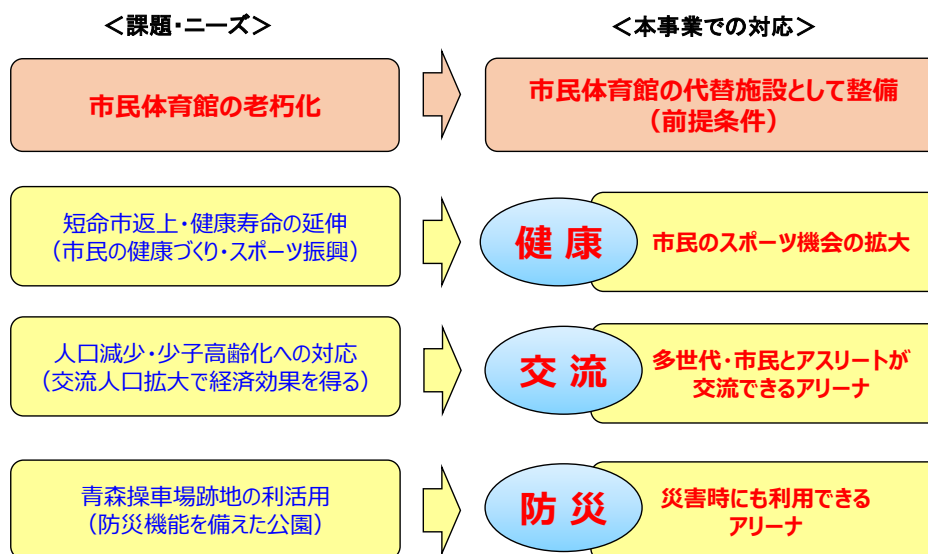 ＜課題・ニーズ＞
＜本事業での対応＞
市民体育館の老朽化
市民体育館の代替施設として整備
（前提条件）
短命市返上・健康寿命の延伸
（市民の健康づくり・スポーツ振興）
健 康
市民のスポーツ機会の拡大
人口減少・少子高齢化への対応
（交流人口拡大で経済効果を得る）
交 流
多世代・市民とアスリートが
交流できるアリーナ
青森操車場跡地の利活用
（防災機能を備えた公園）
防 災
災害時にも利用できる
アリーナ